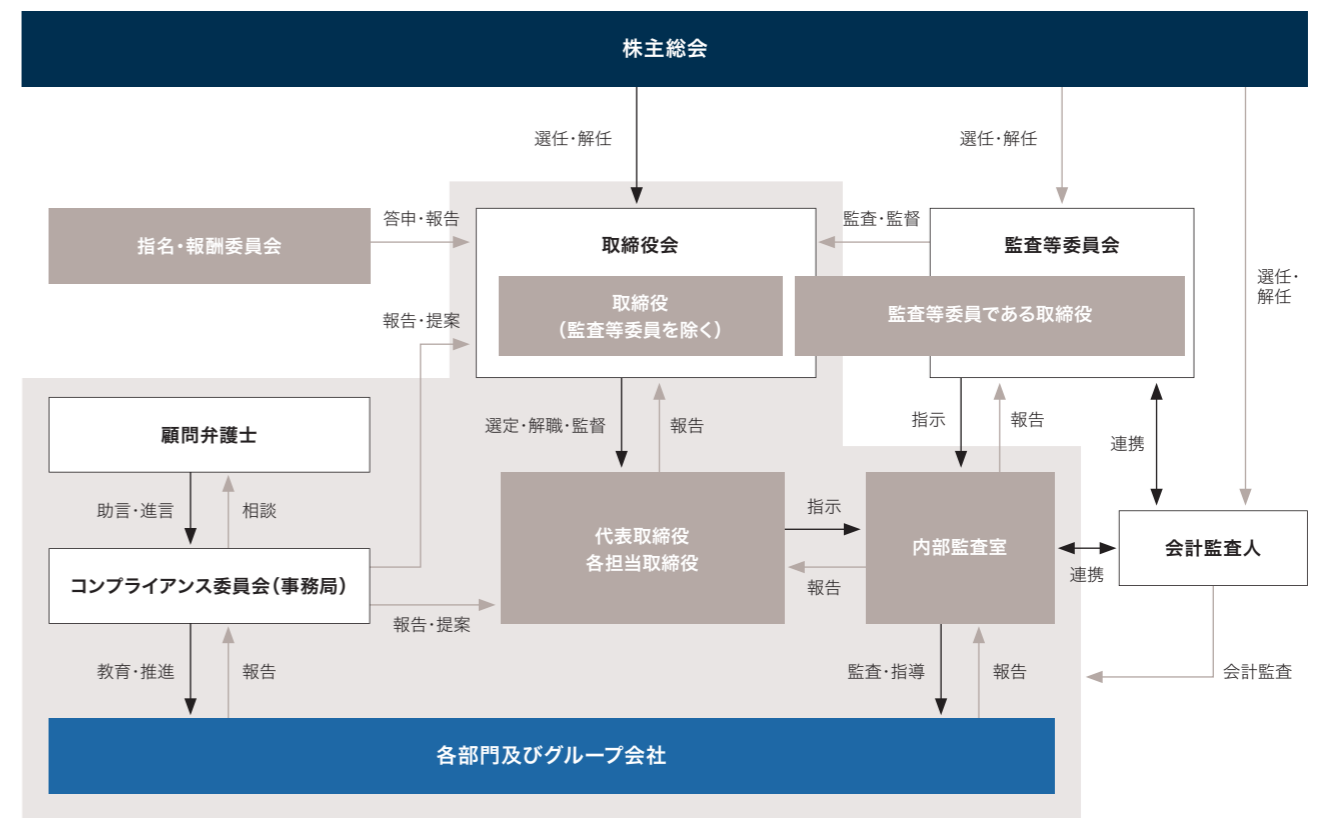 株主総会
選任・解任
選任・解任
選任・
解任
指名・報酬委員会
答申・報告
取締役会
監査・監督
監査等委員会
取締役
（監査等委員を除く）
監査等委員である取締役
報告・提案
選定・解職・監督
報告
指示
報告
連携
顧問弁護士
助言・進言
相談
代表取締役
各担当取締役
指示
報告
内部監査室
連携
会計監査人
コンプライアンス委員会（事務局）
報告・提案
教育・推進
報告
監査・指導
報告
会計監査
各部門及びグループ会社